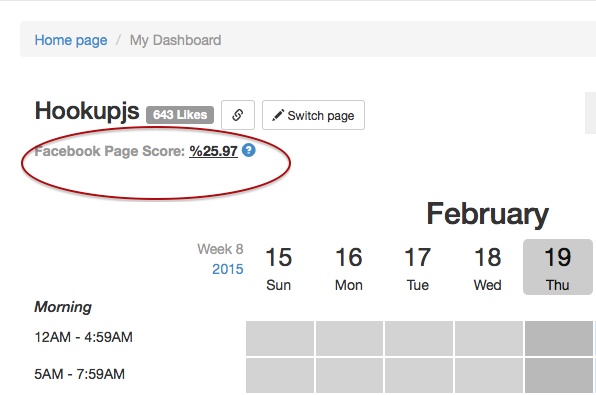 Home page / My Dashboard
Hookupjs 643 Likes Switch page
Facebook Page Score: %25.97 ?
February
Week 8 15 16 17 18 19
2015 Sun Mon Tue Wed Thu
Morning
12AM - 4:59AM
5AM - 7:59AM